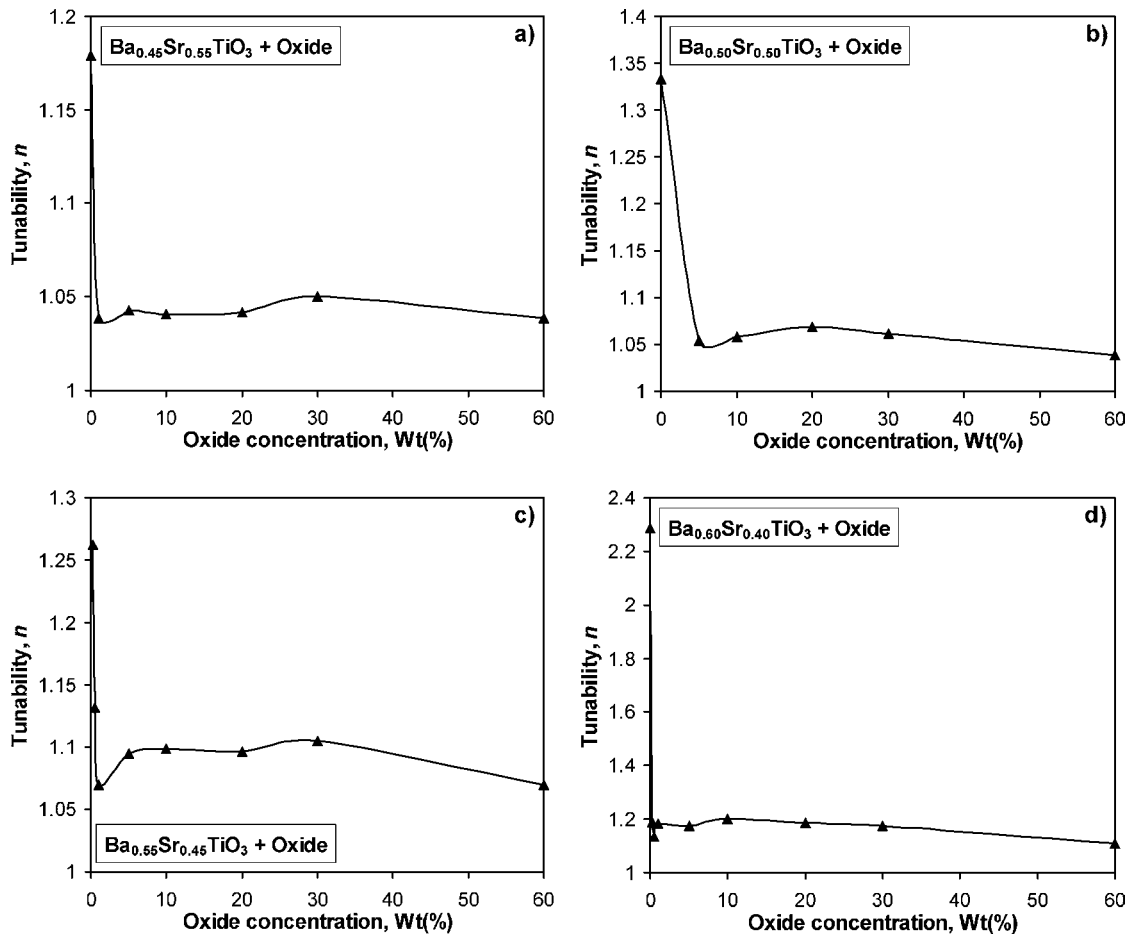 a)
Ba0.45Sr0.55TiO3 + Oxide
Tunability, n
1.2
1.15
1.1
1.05
1
0 10 20 30 40 50 60
Oxide concentration, Wt(%)
b)
Ba0.50Sr0.50TiO3 + Oxide
Tunability, n
1.4
1.35
1.3
1.25
1.2
1.15
1.1
1.05
1
0 10 20 30 40 50 60
Oxide concentration, Wt(%)
c)
Tunability, n
1.3
1.25
1.2
1.15
1.1
1.05
1
Ba0.55Sr0.45TiO3 + Oxide
0 10 20 30 40 50 60
Oxide concentration, Wt(%)
d)
Ba0.60Sr0.40TiO3 + Oxide
Tunability, n
2.4
2.2
2
1.8
1.6
1.4
1.2
1
0 10 20 30 40 50 60
Oxide concentration, Wt(%)